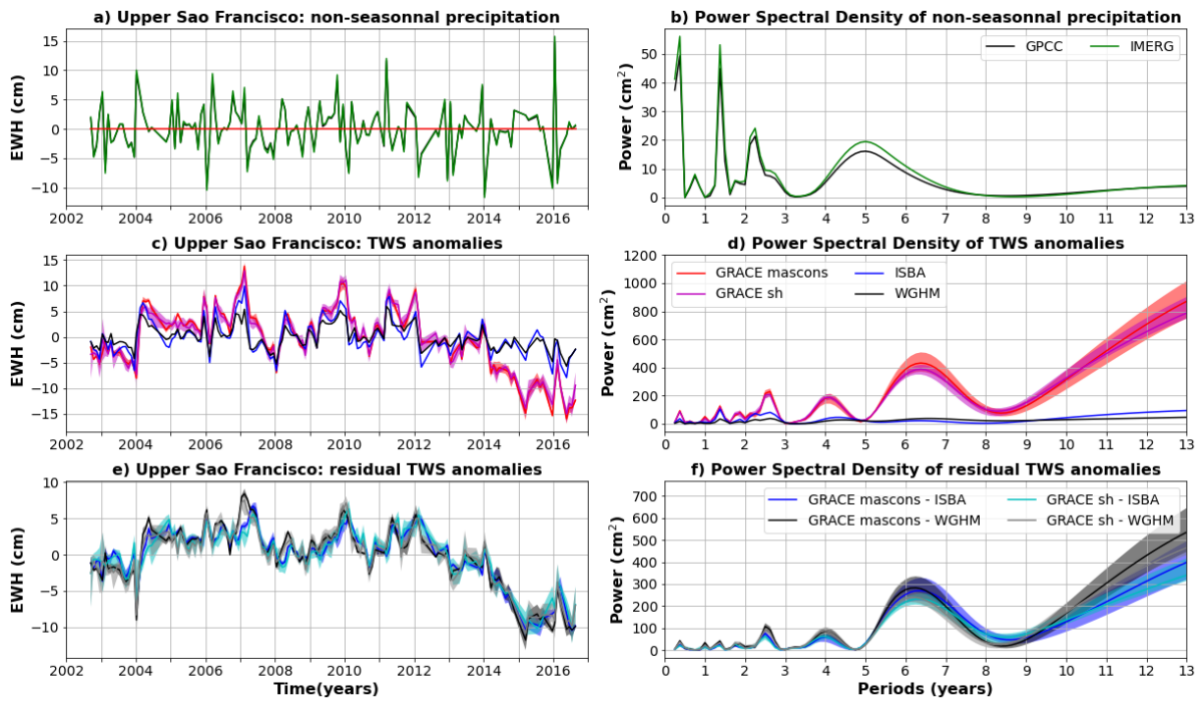 a) Upper Sao Francisco: non-seasonnal precipitation
EWH (cm)
15
10
5
0
−5
−10
2002 2004 2006 2008 2010 2012 2014 2016
b) Power Spectral Density of non-seasonnal precipitation
GPCC IMERG
Power (cm²)
50
40
30
20
10
0
0 1 2 3 4 5 6 7 8 9 10 11 12 13
c) Upper Sao Francisco: TWS anomalies
EWH (cm)
15
10
5
0
−5
−10
−15
2002 2004 2006 2008 2010 2012 2014 2016
d) Power Spectral Density of TWS anomalies
GRACE mascons ISBA
GRACE sh WGHM
Power (cm²)
1200
1000
800
600
400
200
0
0 1 2 3 4 5 6 7 8 9 10 11 12 13
e) Upper Sao Francisco: residual TWS anomalies
EWH (cm)
10
5
0
−5
−10
2002 2004 2006 2008 2010 2012 2014 2016
Time(years)
f) Power Spectral Density of residual TWS anomalies
GRACE mascons - ISBA GRACE sh - ISBA
GRACE mascons - WGHM GRACE sh - WGHM
Power (cm²)
700
600
500
400
300
200
100
0
0 1 2 3 4 5 6 7 8 9 10 11 12 13
Periods (years)